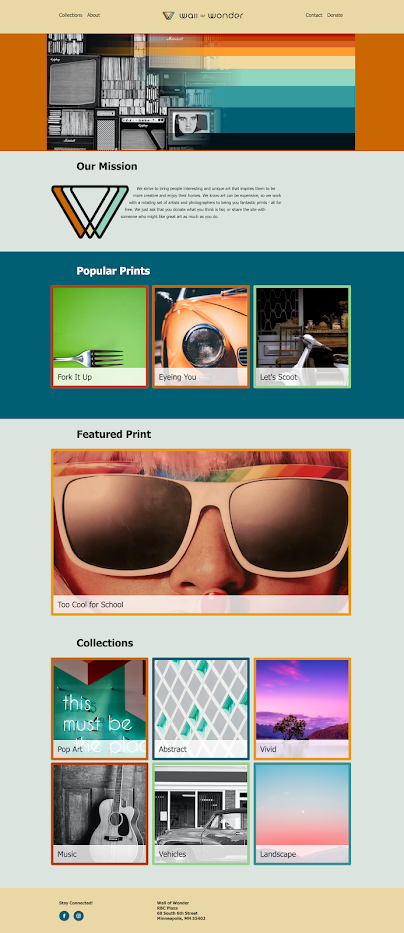 Collections About
Wall of Wonder
Contact Donate
Our Mission
We strive to bring people interesting and unique art that inspires them to be
more creative and enjoy their homes. We know art can be expensive, so we work
with a rotating set of artists and photographers to bring you fantastic prints - all for
free. We just ask that you donate what you think is fair, or share the site with
someone who might like great art as much as you do.
Popular Prints
Fork It Up
Eyeing You
Let's Scoot
Featured Print
Too Cool for School
Collections
this
must be
the plac
Pop Art
Abstract
Vivid
Music
Vehicles
Landscape
Stay Connected!
Wall of Wonder
RBC Plaza
60 South 6th Street
Minneapolis, MN 55402